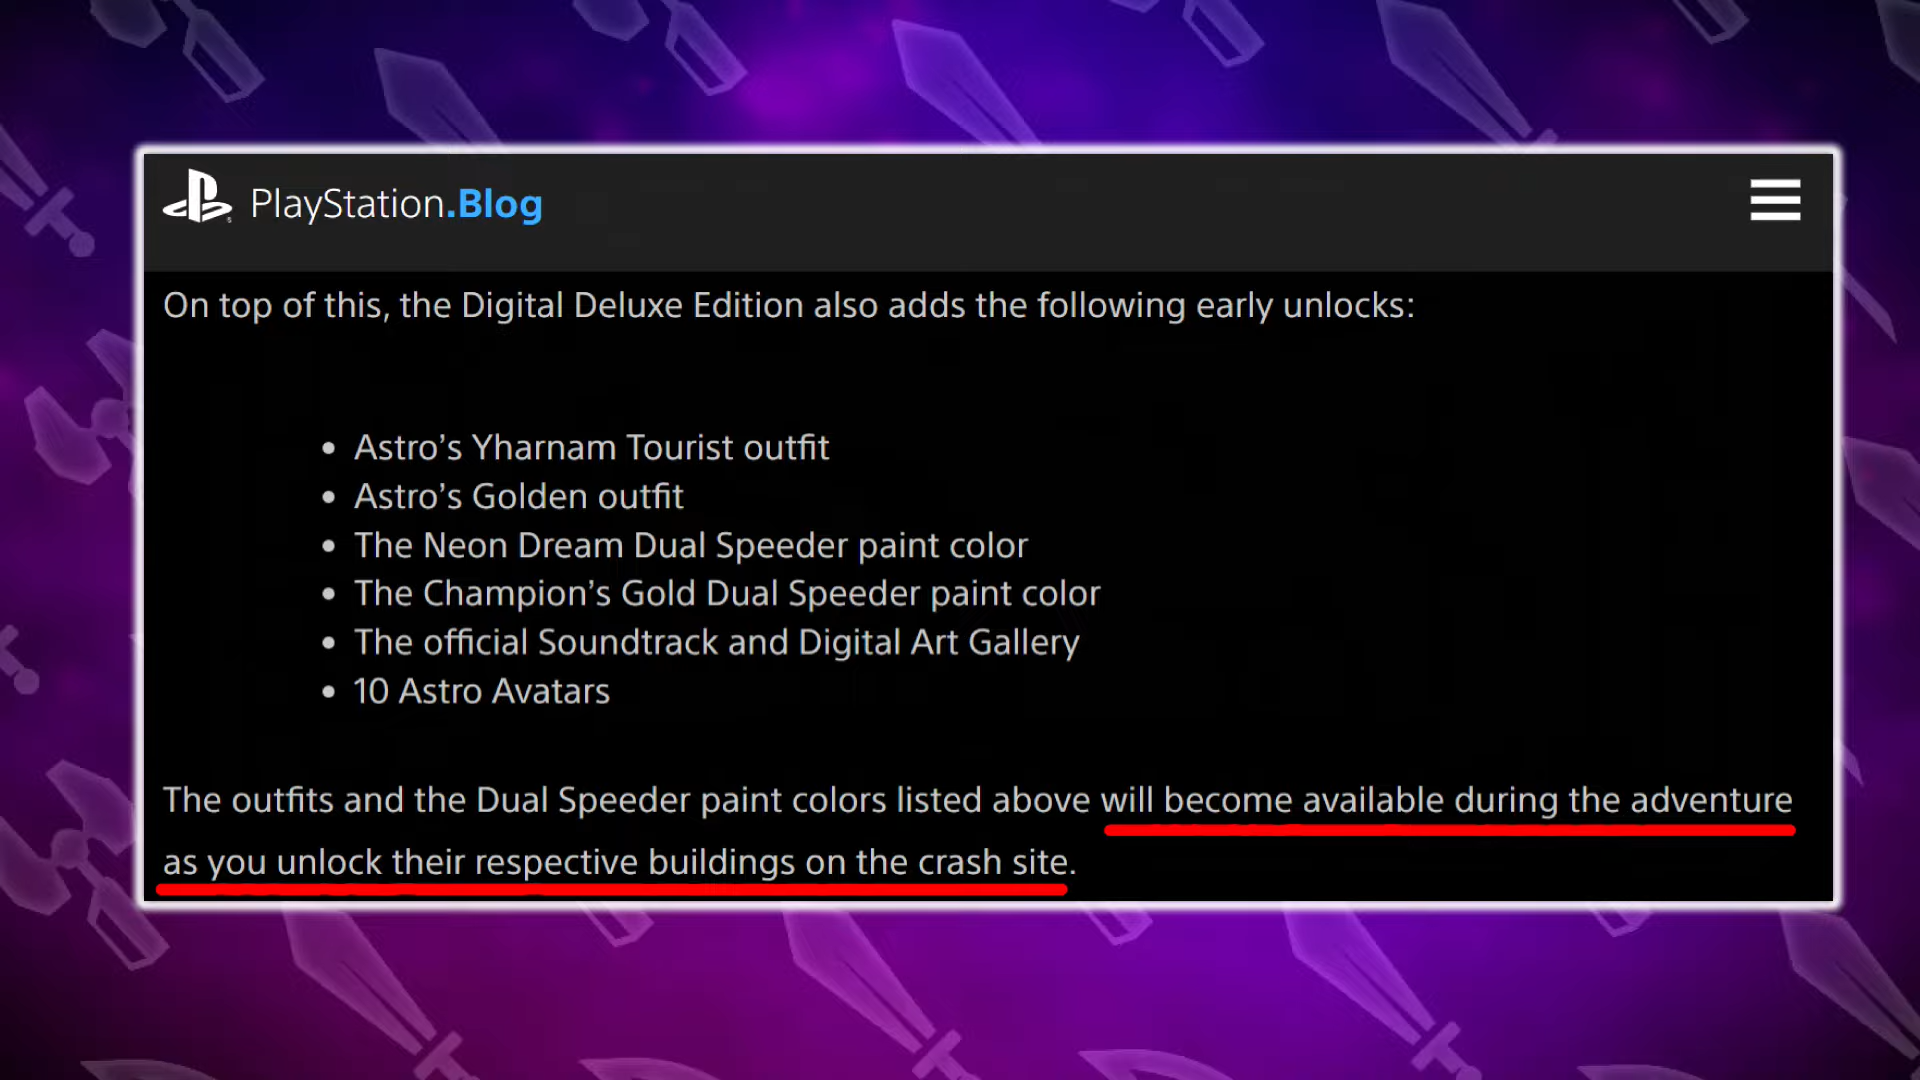 PlayStation.Blog
On top of this, the Digital Deluxe Edition also adds the following early unlocks:
• Astro’s Yharnam Tourist outfit
• Astro’s Golden outfit
• The Neon Dream Dual Speeder paint color
• The Champion’s Gold Dual Speeder paint color
• The official Soundtrack and Digital Art Gallery
• 10 Astro Avatars
The outfits and the Dual Speeder paint colors listed above will become available during the adventure
as you unlock their respective buildings on the crash site.